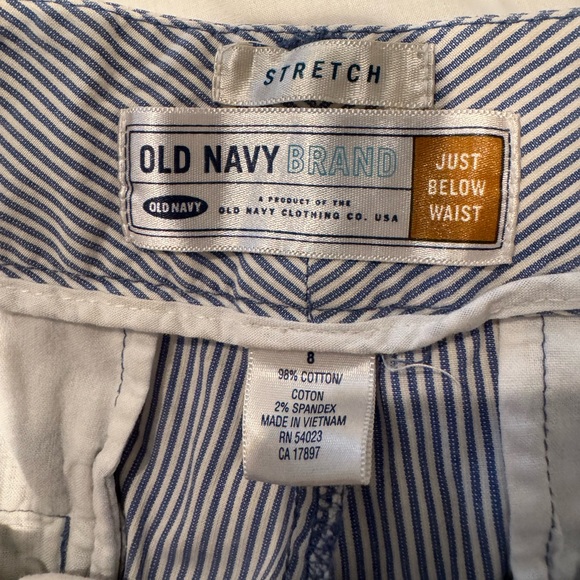 STRETCH
OLD NAVY BRAND
OLD NAVY
A PRODUCT OF THE
OLD NAVY CLOTHING CO. USA
JUST
BELOW
WAIST
8
98% COTTON/
COTON
2% SPANDEX
MADE IN VIETNAM
RN 54023
CA 17897